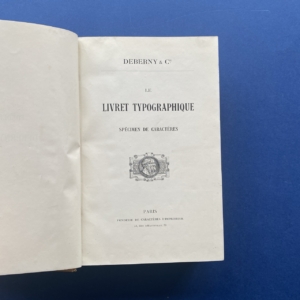 DEBERNY & Cie
LE
LIVRET TYPOGRAPHIQUE
SPÉCIMEN DE CARACTÈRES
PARIS